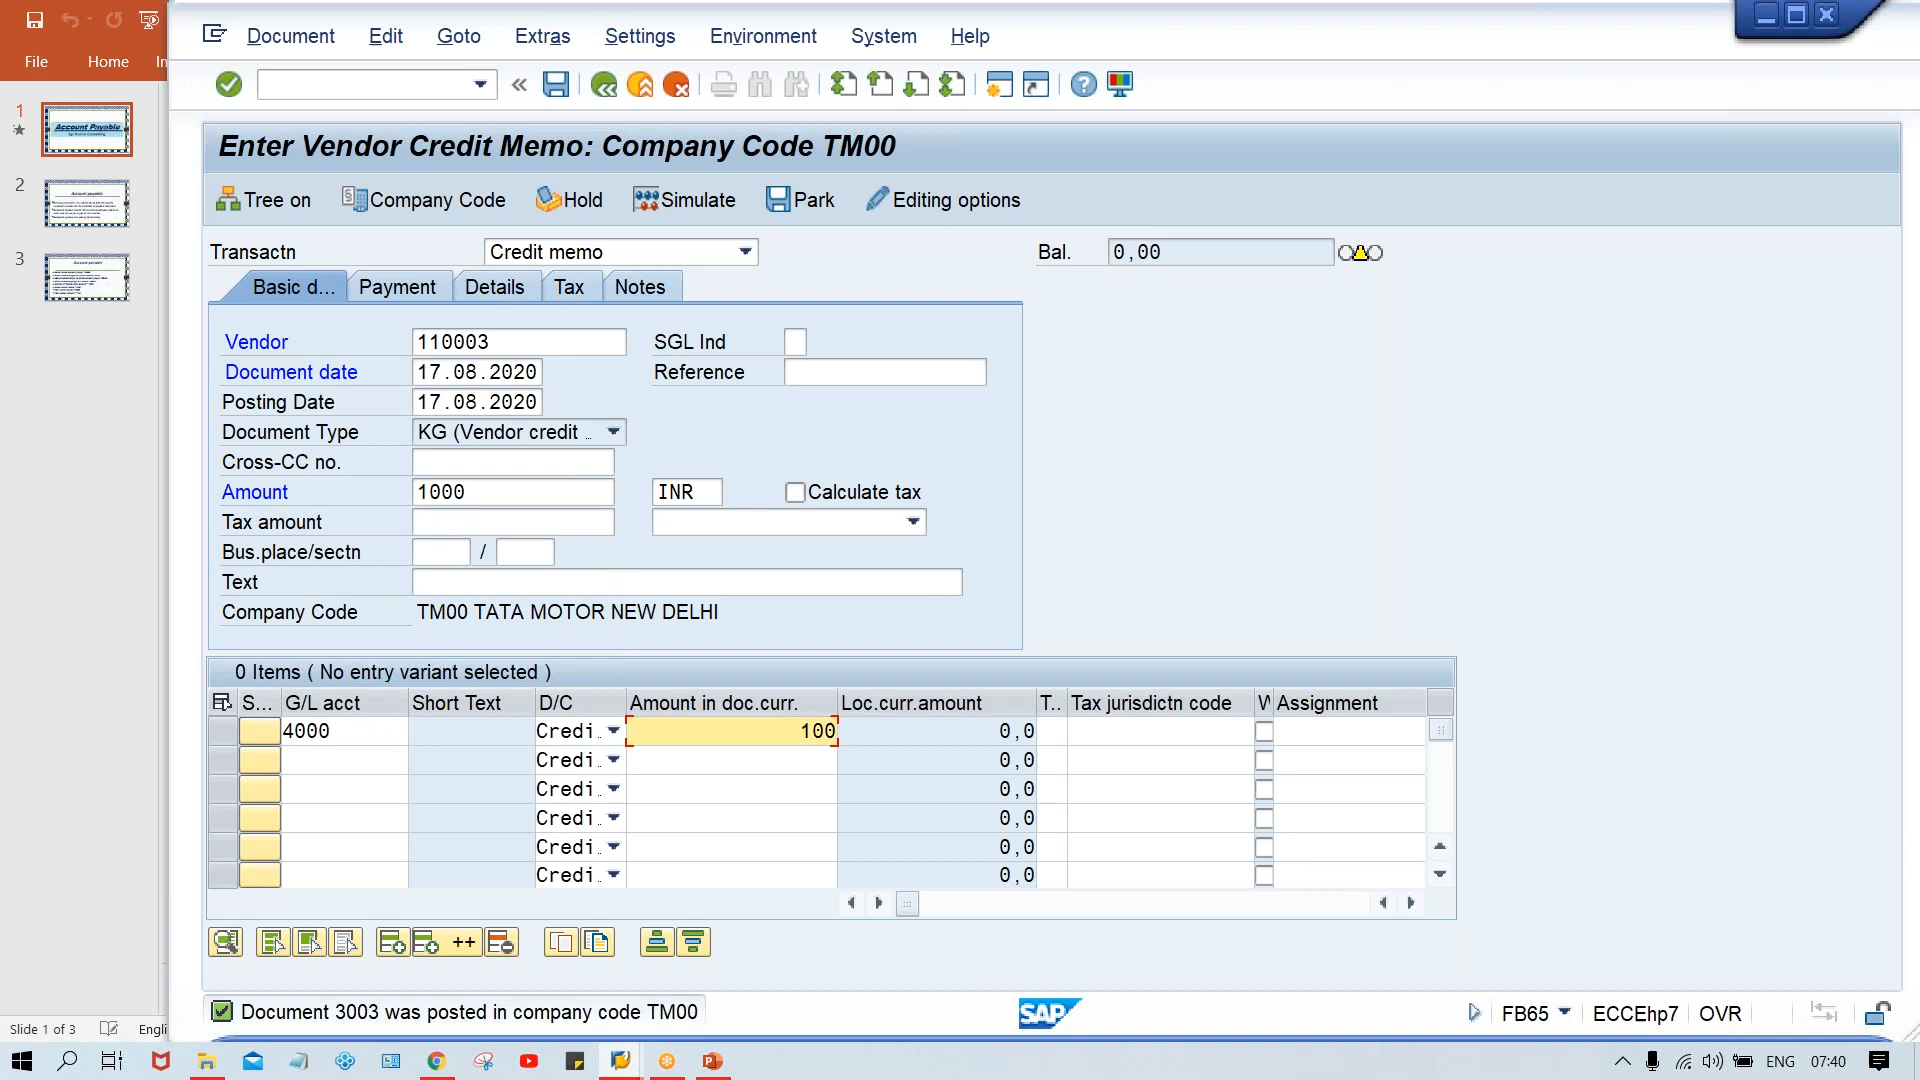 File Home In
1
Account Payable
2
3
Document Edit Goto Extras Settings Environment System Help
Enter Vendor Credit Memo: Company Code TM00
Tree on Company Code Hold Simulate Park Editing options
Transactn Credit memo Bal. 0,00
Basic d... Payment Details Tax Notes
Vendor 110003 SGL Ind
Document date 17.08.2020 Reference
Posting Date 17.08.2020
Document Type KG (Vendor credit ..
Cross-CC no.
Amount 1000 INR Calculate tax
Tax amount
Bus.place/sectn /
Text
Company Code TM00 TATA MOTOR NEW DELHI
0 Items ( No entry variant selected )
S... G/L acct Short Text D/C Amount in doc.curr. Loc.curr.amount T.. Tax jurisdictn code W Assignment
4000 Credi.. 100 0,0
Credi.. 0,0
Credi.. 0,0
Credi.. 0,0
Credi.. 0,0
Credi.. 0,0
++
Document 3003 was posted in company code TM00 SAP FB65 ECCEhp7 OVR
Slide 1 of 3 Engli
ENG 07:40